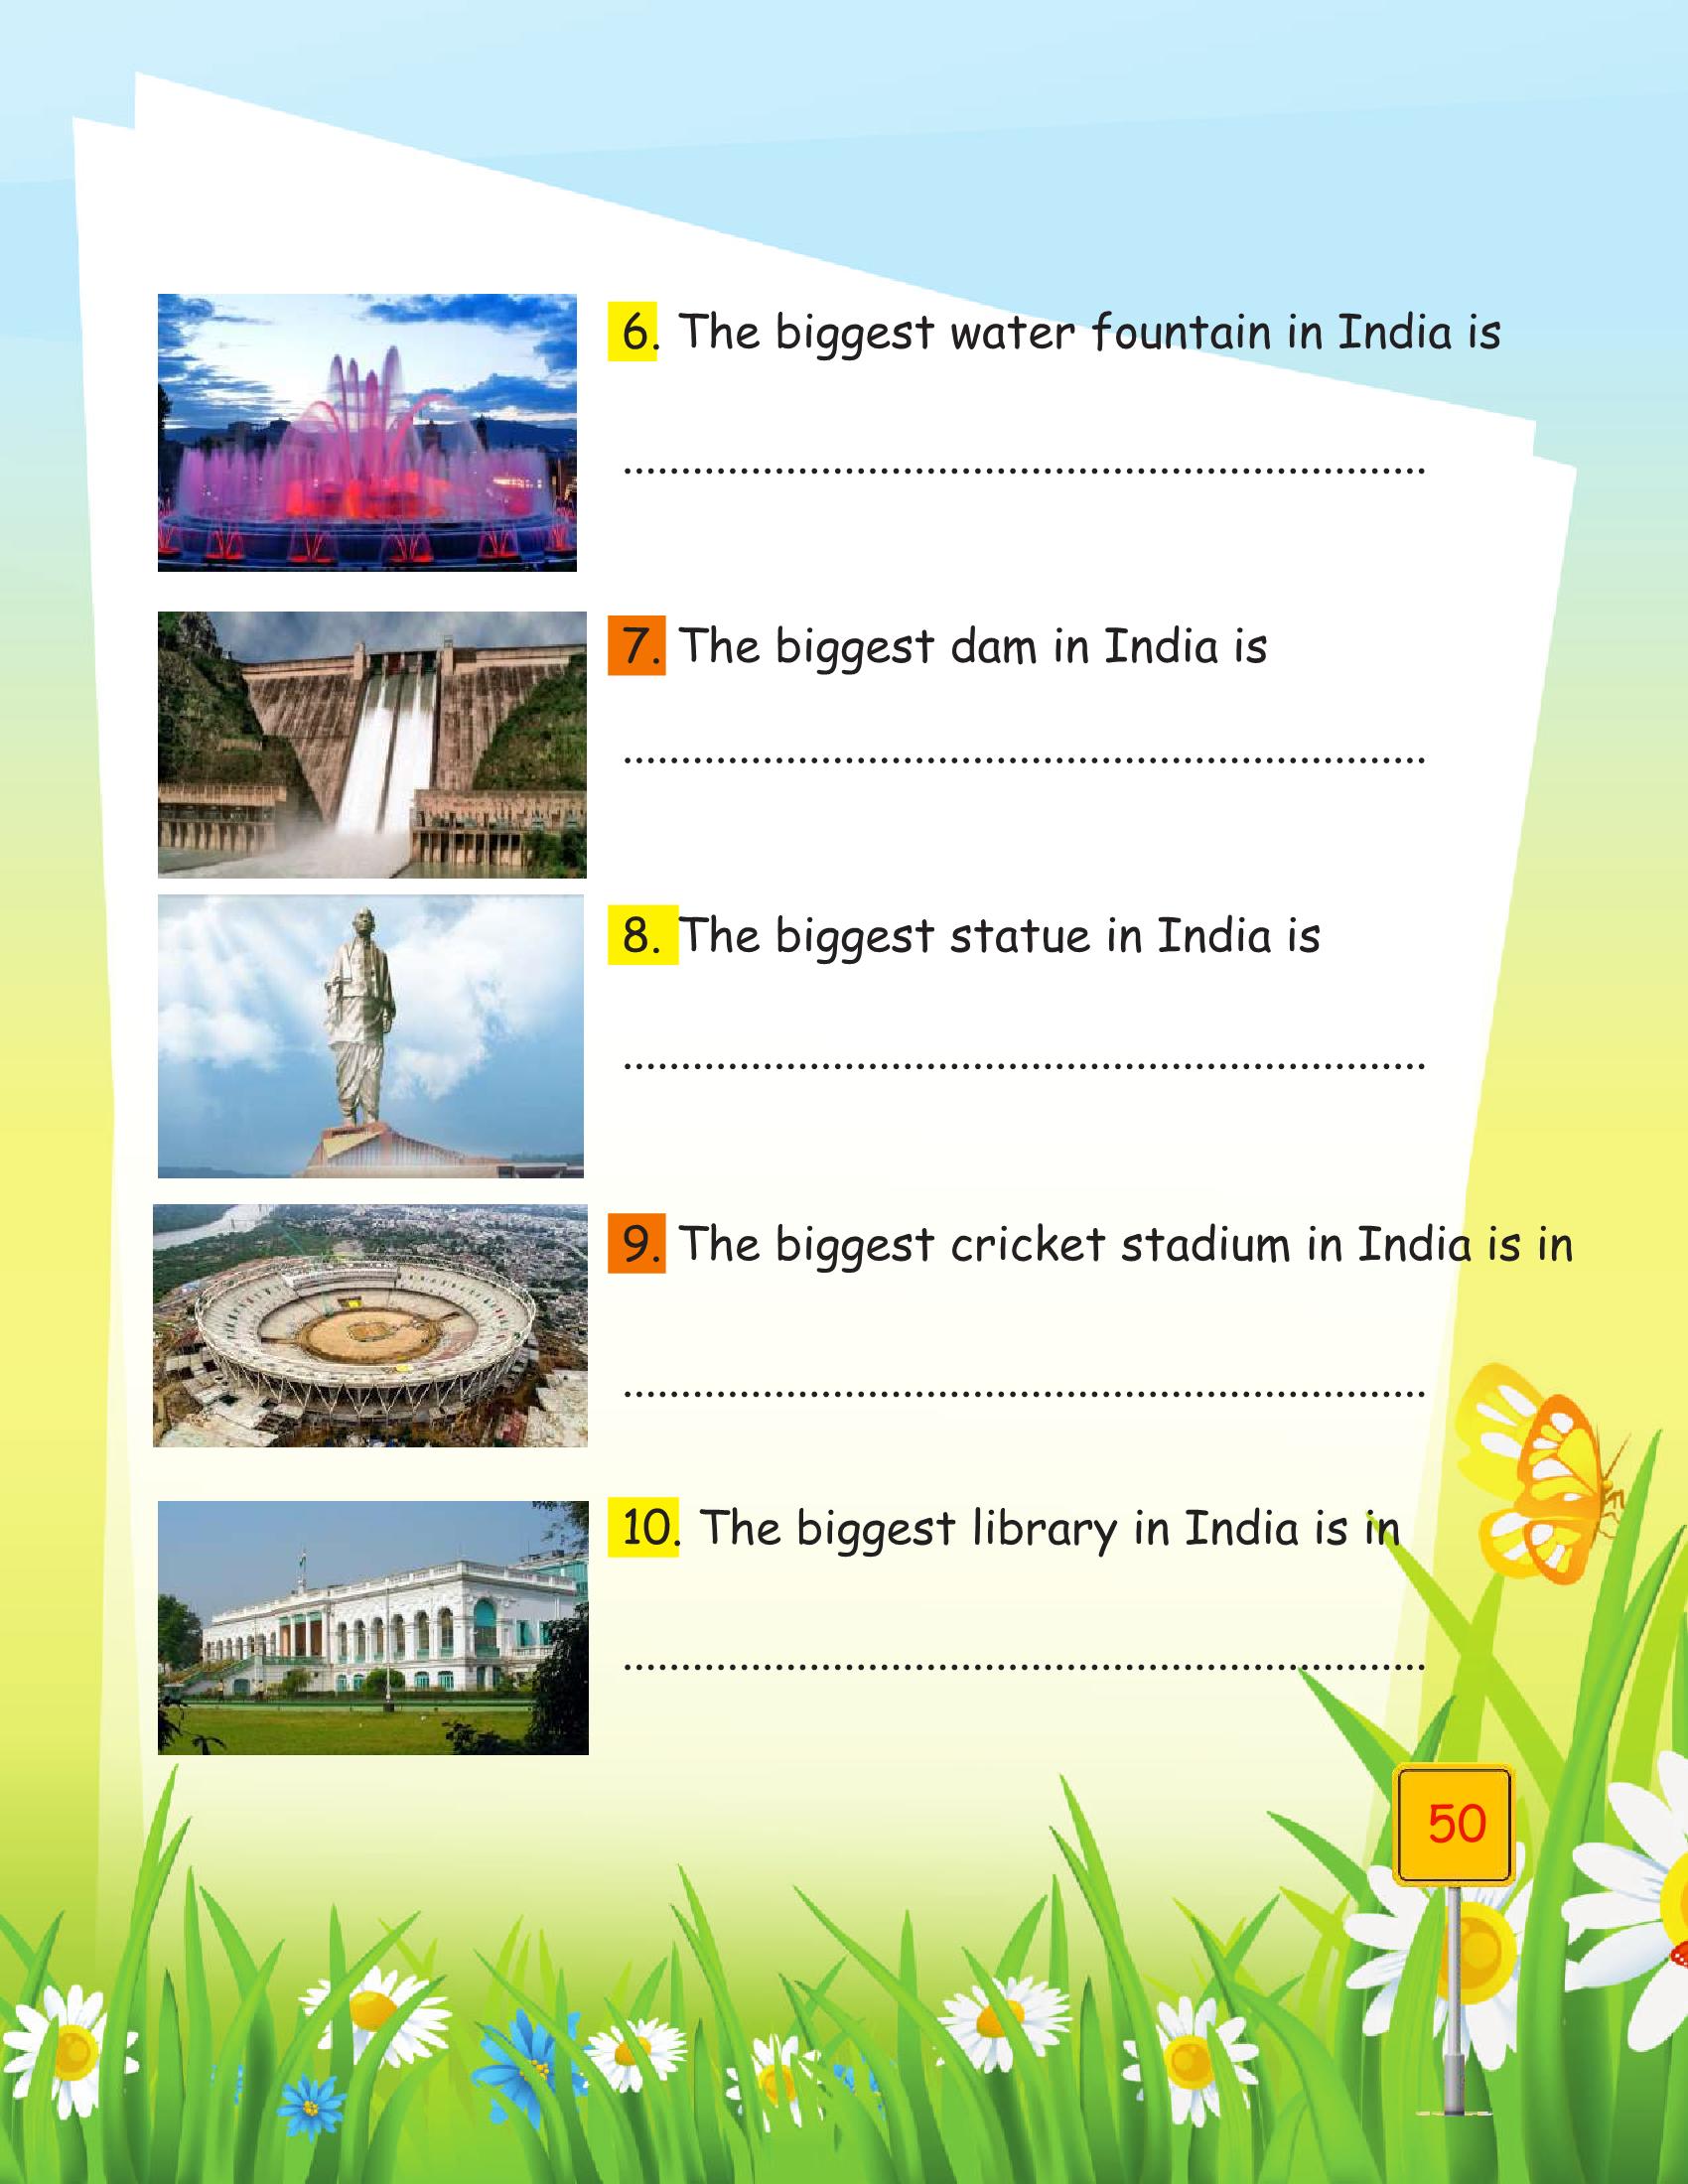 6. The biggest water fountain in India is
....................................................................
7. The biggest dam in India is
....................................................................
8. The biggest statue in India is
....................................................................
9. The biggest cricket stadium in India is in
....................................................................
10. The biggest library in India is in
....................................................................
50